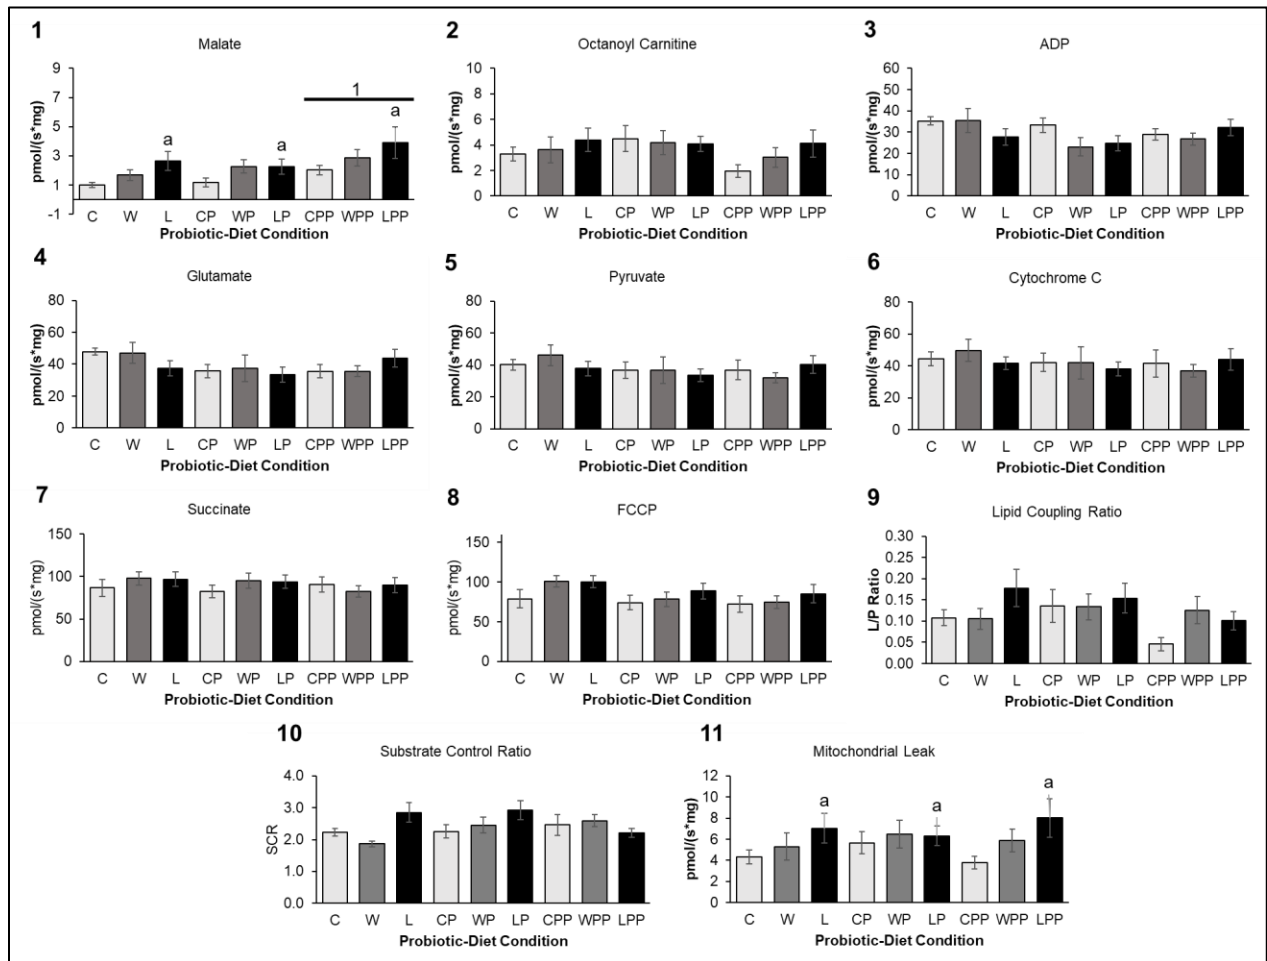 1
Malate
pmol/(s*mg)
9
7
5
3
1
-1
a
a
1
a
C W L CP WP LP CPP WPP LPP
Probiotic-Diet Condition
2
Octanoyl Carnitine
pmol/(s*mg)
10
8
6
4
2
0
C W L CP WP LP CPP WPP LPP
Probiotic-Diet Condition
3
ADP
pmol/(s*mg)
60
50
40
30
20
10
0
C W L CP WP LP CPP WPP LPP
Probiotic-Diet Condition
4
Glutamate
pmol/(s*mg)
80
60
40
20
0
C W L CP WP LP CPP WPP LPP
Probiotic-Diet Condition
5
Pyruvate
pmol/(s*mg)
80
60
40
20
0
C W L CP WP LP CPP WPP LPP
Probiotic-Diet Condition
6
Cytochrome C
pmol/(s*mg)
80
60
40
20
0
C W L CP WP LP CPP WPP LPP
Probiotic-Diet Condition
7
Succinate
pmol/(s*mg)
150
100
50
0
C W L CP WP LP CPP WPP LPP
Probiotic-Diet Condition
8
FCCP
pmol/(s*mg)
150
100
50
0
C W L CP WP LP CPP WPP LPP
Probiotic-Diet Condition
9
Lipid Coupling Ratio
L/P Ratio
0.30
0.25
0.20
0.15
0.10
0.05
0.00
C W L CP WP LP CPP WPP LPP
Probiotic-Diet Condition
10
Substrate Control Ratio
SCR
4.0
3.0
2.0
1.0
0.0
C W L CP WP LP CPP WPP LPP
Probiotic-Diet Condition
11
Mitochondrial Leak
pmol/(s*mg)
12
10
8
6
4
2
0
a
a
a
C W L CP WP LP CPP WPP LPP
Probiotic-Diet Condition